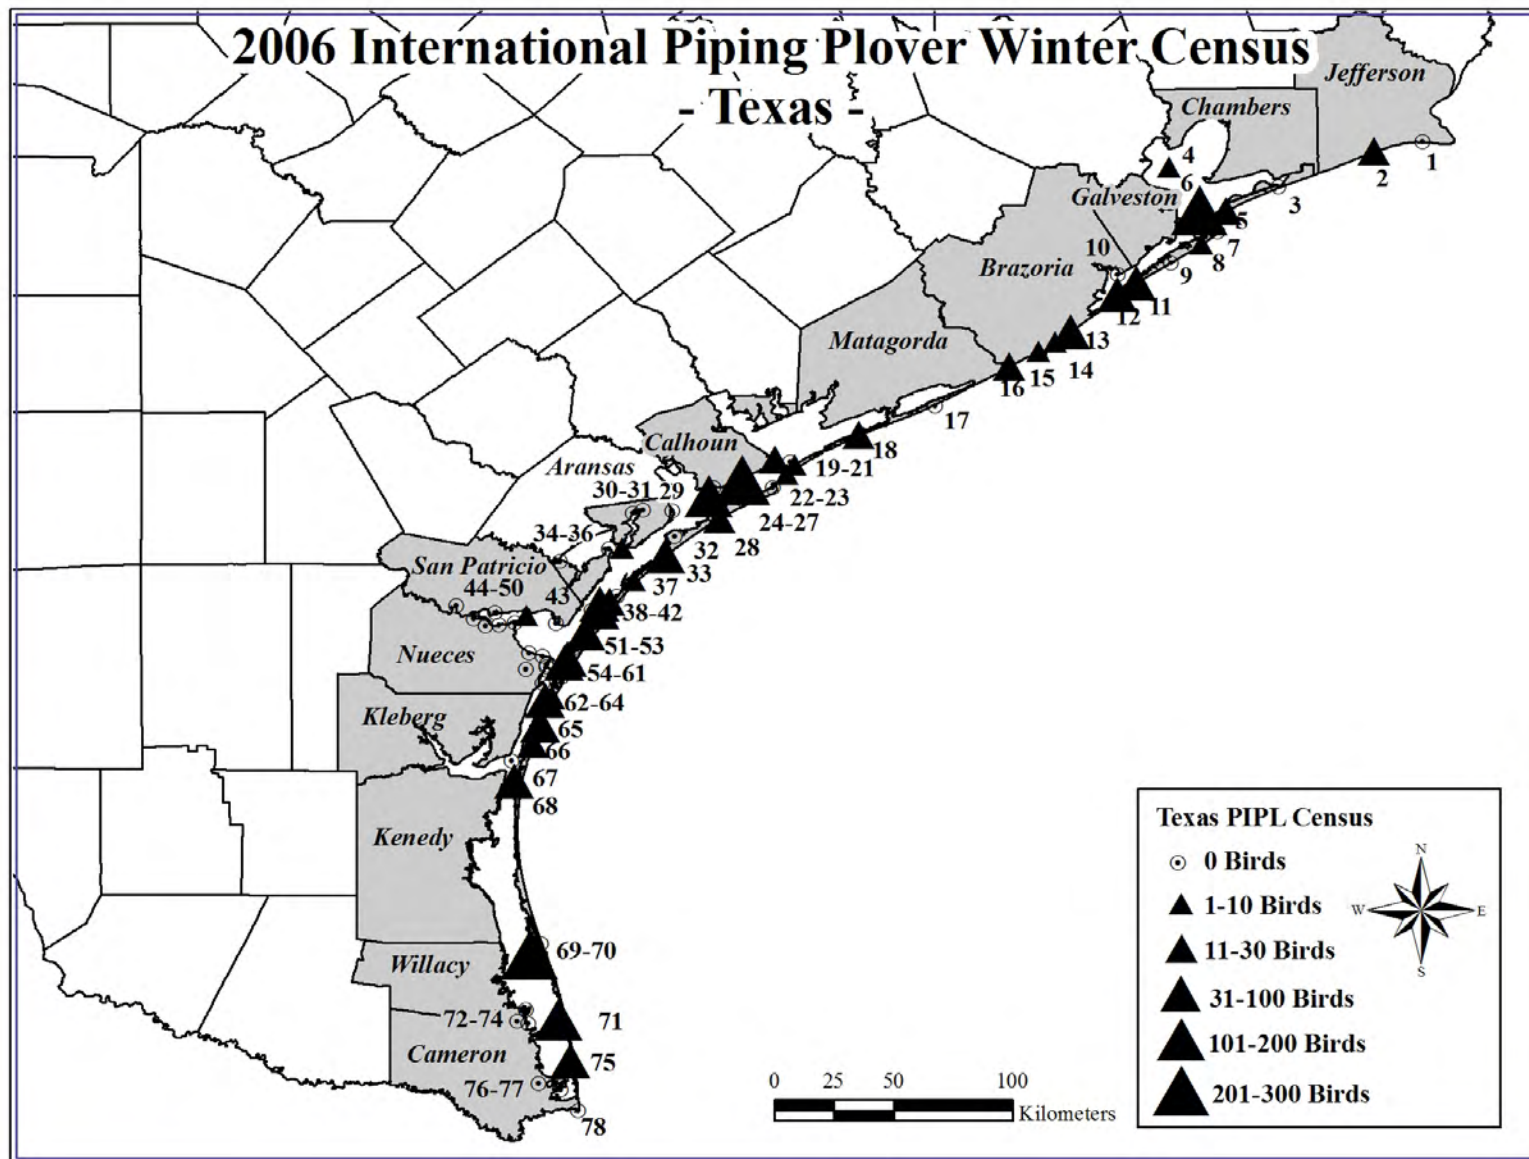 2006 International Piping Plover Winter Census
- Texas -
Jefferson
Chambers
1
2
4
6
3
Galveston
5
7
8
9
10
Brazoria
11
12
13
Matagorda
14
15
16
17
18
Calhoun
19-21
Aransas
22-23
30-31
29
24-27
28
34-36
32
33
San Patricio
37
44-50
43
38-42
51-53
Nueces
54-61
62-64
Kleberg
65
66
67
68
Kenedy
69-70
Willacy
71
72-74
Cameron
75
76-77
78
0
25
50
100
Kilometers
Texas PIPL Census
0 Birds
1-10 Birds
11-30 Birds
31-100 Birds
101-200 Birds
201-300 Birds
N
W
E
S